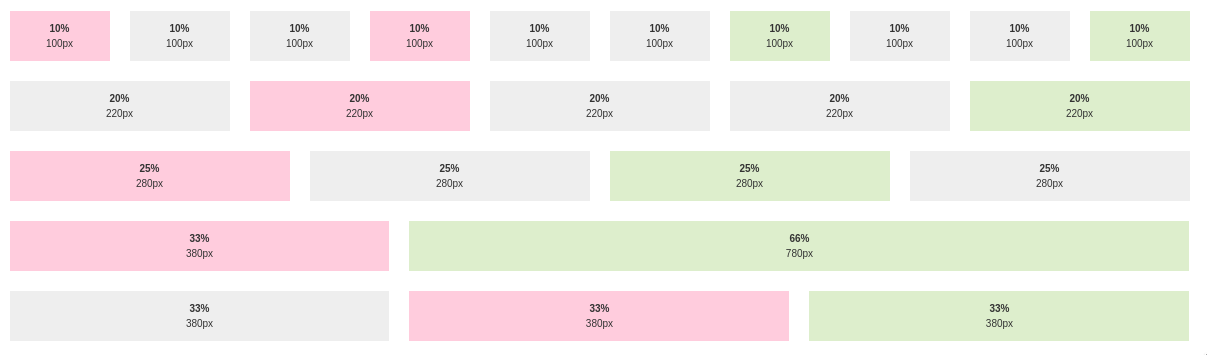 10% 10% 10% 10% 10% 10% 10% 10% 10% 10%
100px 100px 100px 100px 100px 100px 100px 100px 100px 100px
20% 20% 20% 20% 20%
220px 220px 220px 220px 220px
25% 25% 25% 25%
280px 280px 280px 280px
33% 66%
380px 780px
33% 33% 33%
380px 380px 380px